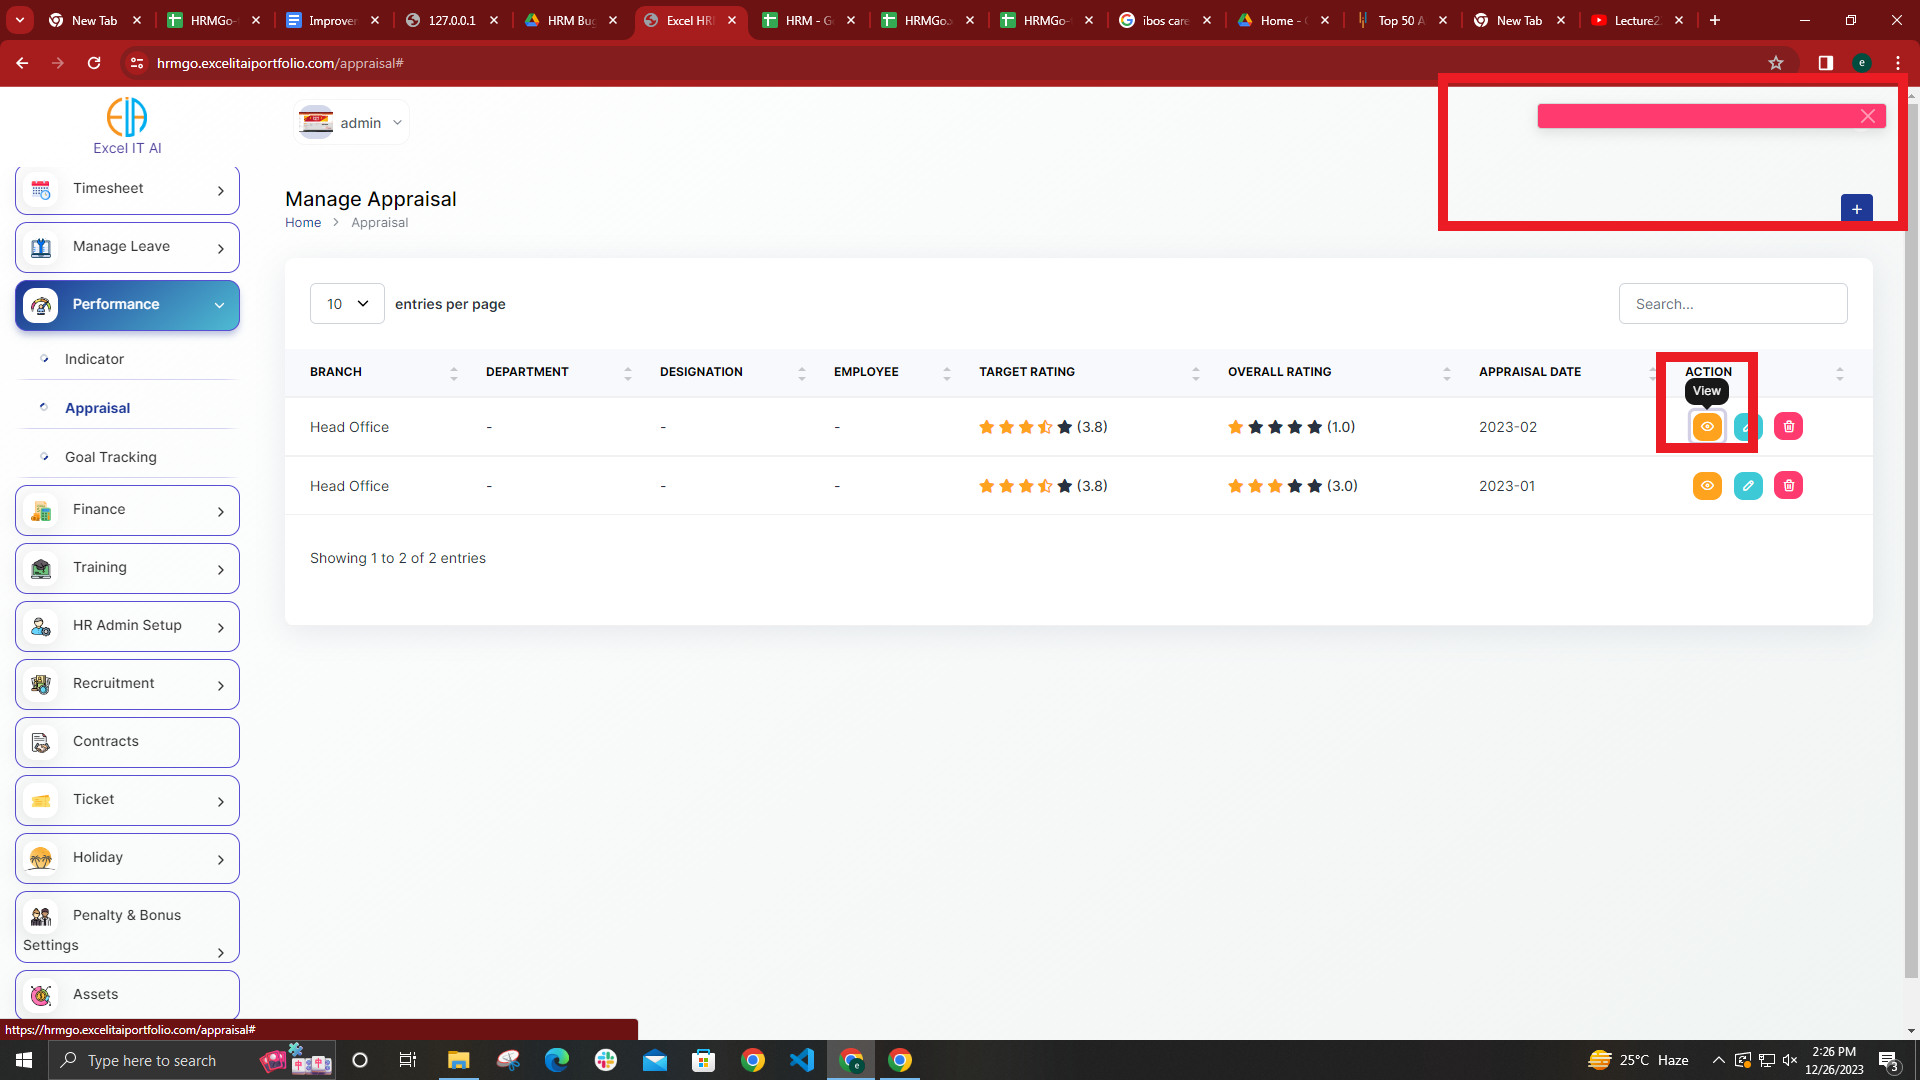 New Tab
HRMGo-
Improve
127.0.0.1
HRM Bu
Excel HR
HRM - G
HRMGo.
HRMGo-
ibos care
Home -
Top 50 A
New Tab
Lecture2
hrmgo.excelitaiportfolio.com/appraisal#
e
EIA
Excel IT AI
admin
Timesheet
Manage Leave
Performance
Indicator
Appraisal
Goal Tracking
Finance
Training
HR Admin Setup
Recruitment
Contracts
Ticket
Holiday
Penalty & Bonus
Settings
Assets
Manage Appraisal
Home > Appraisal
+
10 entries per page
Search...
BRANCH DEPARTMENT DESIGNATION EMPLOYEE TARGET RATING OVERALL RATING APPRAISAL DATE ACTION
View
Head Office - - - (3.8) (1.0) 2023-02
Head Office - - - (3.8) (3.0) 2023-01
Showing 1 to 2 of 2 entries
https://hrmgo.excelitaiportfolio.com/appraisal#
Type here to search
25°C Haze
2:26 PM
12/26/2023
3